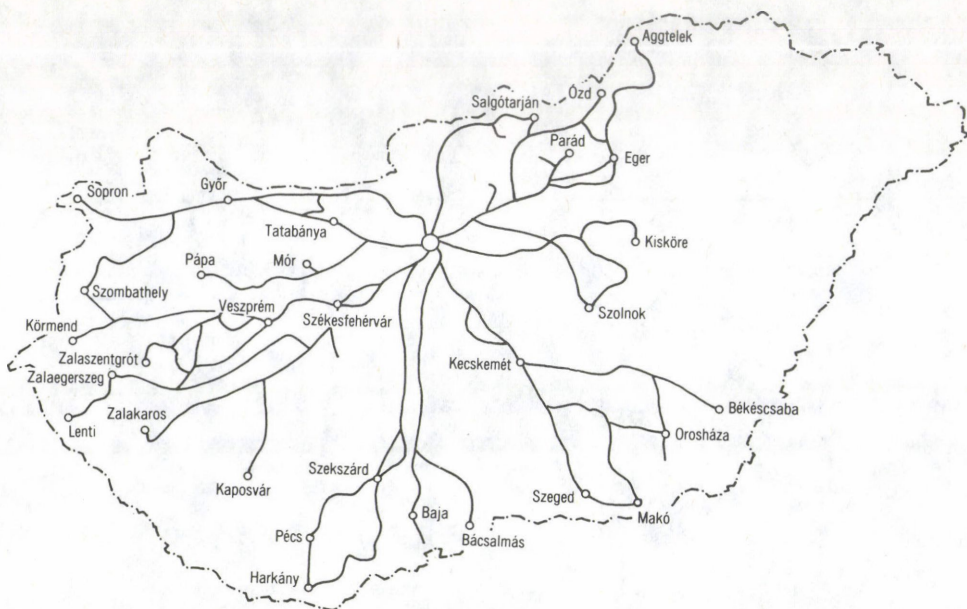 Aggtelek
Ózd
Salgótarján
Parád
Eger
Sopron
Győr
Tatabánya
Kisköre
Pápa
Mór
Szombathely
Veszprém
Székesfehérvár
Szolnok
Körmend
Zalaszentgrót
Kecskemét
Zalaegerszeg
Békéscsaba
Zalakaros
Lenti
Orosháza
Szekszárd
Kaposvár
Szeged
Baja
Makó
Pécs
Bácsalmás
Harkány